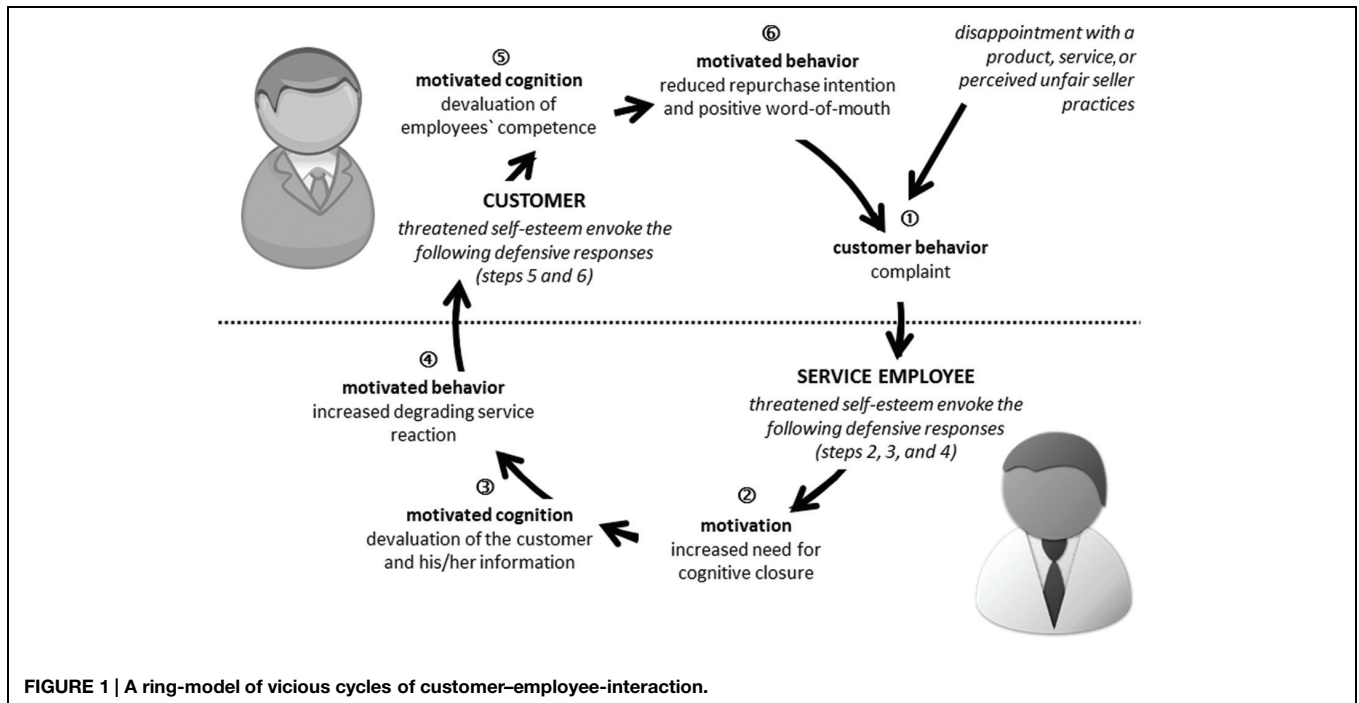 disappointment with a
product, service, or
perceived unfair seller
practices
①
customer behavior
complaint
SERVICE EMPLOYEE
threatened self-esteem envoke the
following defensive responses
(steps 2, 3, and 4)
②
motivation
increased need for
cognitive closure
③
motivated cognition
devaluation of the customer
and his/her information
④
motivated behavior
increased degrading service
reaction
CUSTOMER
threatened self-esteem envoke the
following defensive responses
(steps 5 and 6)
⑤
motivated cognition
devaluation of
employees` competence
⑥
motivated behavior
reduced repurchase intention
and positive word-of-mouth
FIGURE 1 | A ring-model of vicious cycles of customer–employee-interaction.